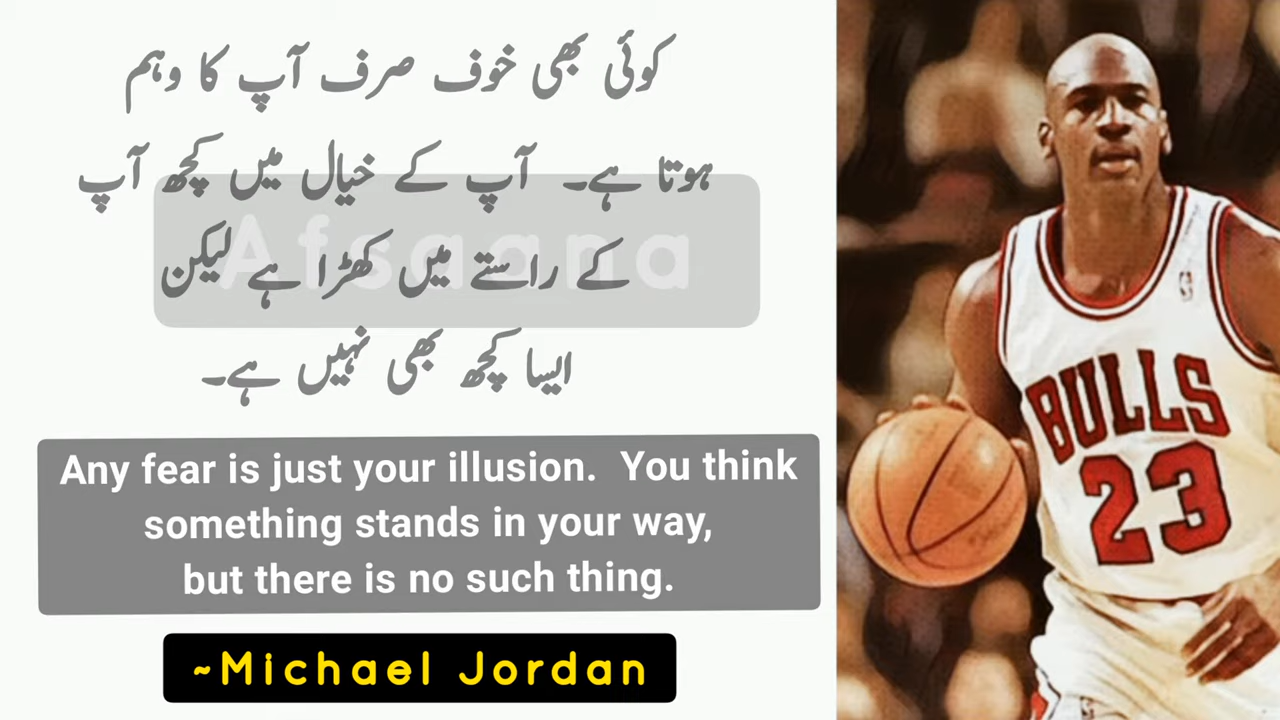 کوئی بھی خوف صرف آپ کا وہم
ہوتا ہے۔ آپ کے خیال میں کچھ آپ
کے راستے میں کھڑا ہے لیکن
ایسا کچھ بھی نہیں ہے۔
Afsaana
Any fear is just your illusion. You think
something stands in your way,
but there is no such thing.
~Michael Jordan
BULLS
23